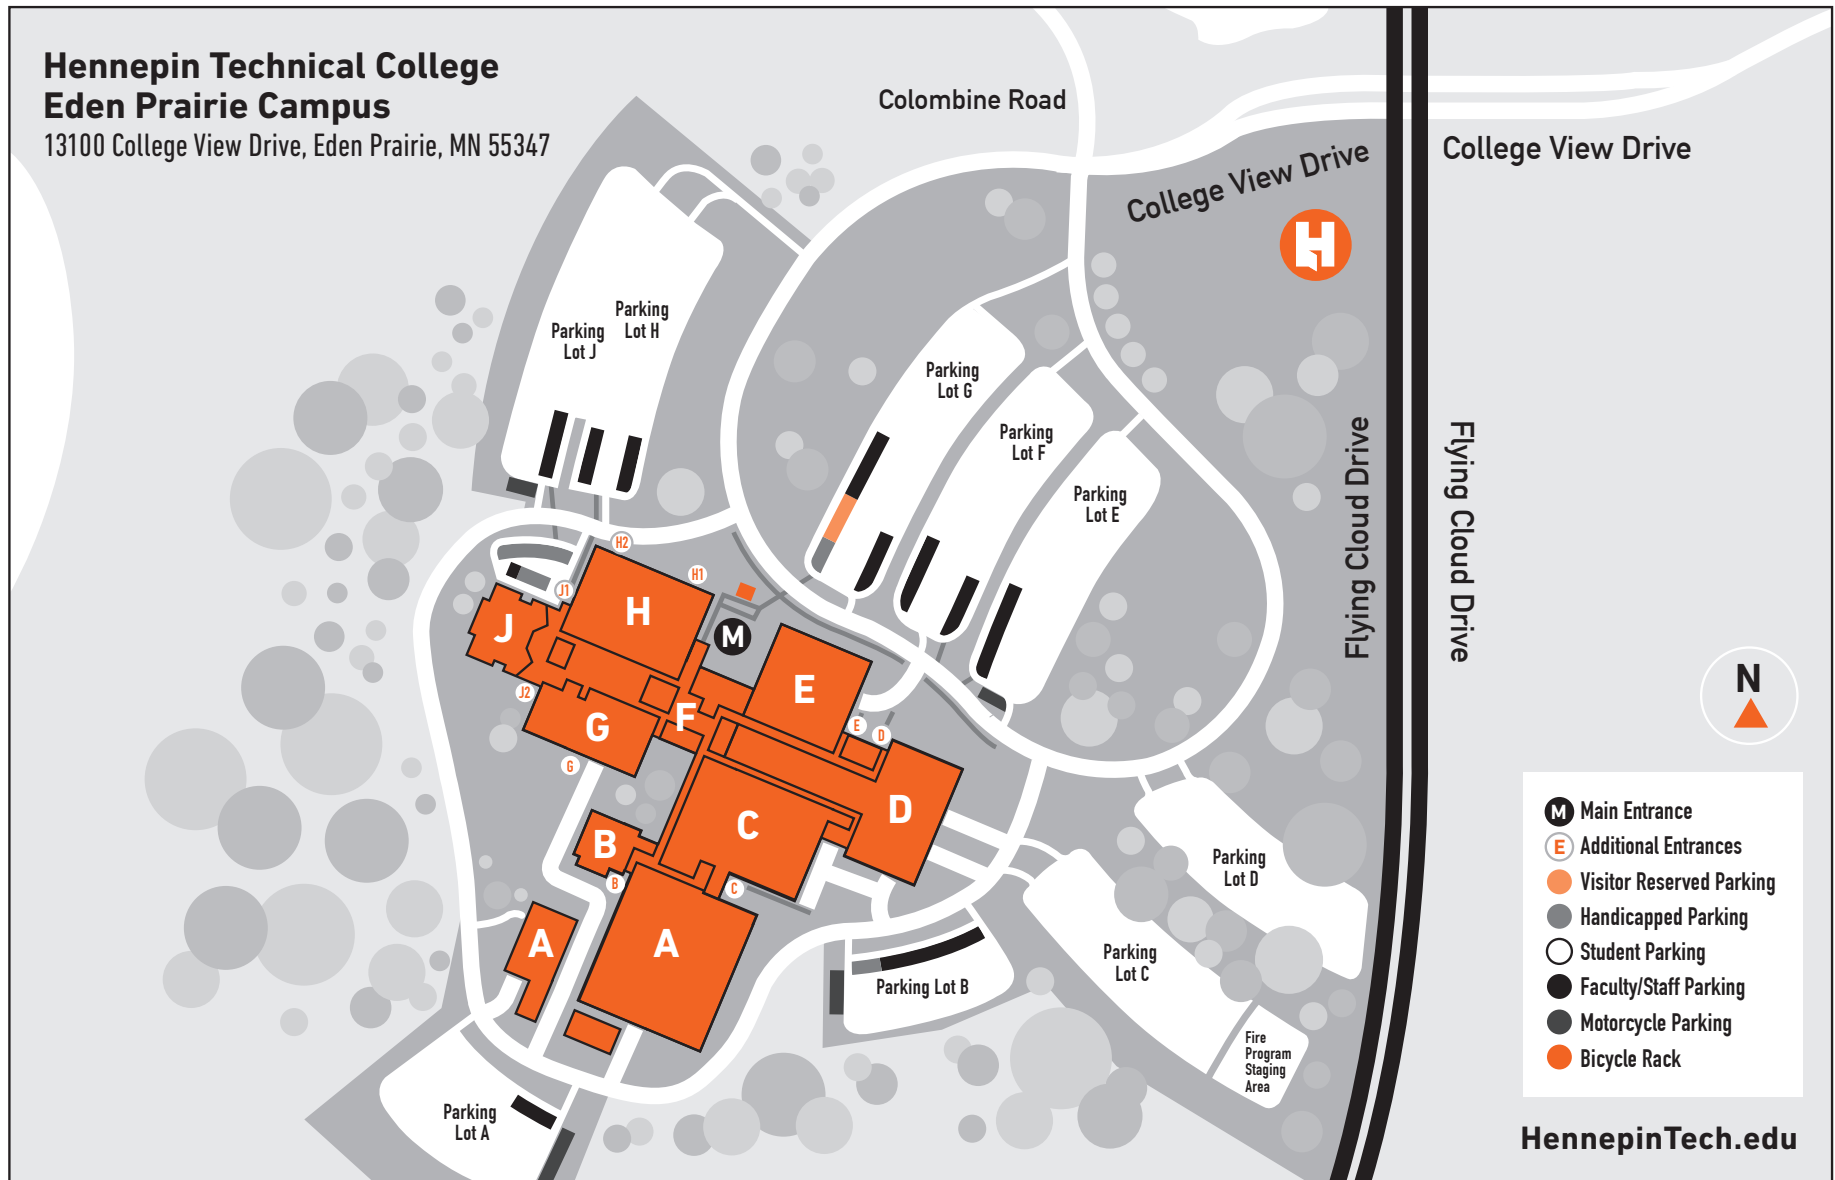 Hennepin Technical College
Eden Prairie Campus
13100 College View Drive, Eden Prairie, MN 55347
Colombine Road
College View Drive
College View Drive
H
Parking
Lot H
Parking
Lot J
Parking
Lot G
Parking
Lot F
Parking
Lot E
Flying Cloud Drive
Flying Cloud Drive
H2
H1
J1
H
J
M
E
J2
F
G
E
D
G
D
C
B
B
C
A
A
Parking
Lot D
Parking
Lot C
Parking Lot B
Fire
Program
Staging
Area
Parking
Lot A
N
M Main Entrance
E Additional Entrances
Visitor Reserved Parking
Handicapped Parking
Student Parking
Faculty/Staff Parking
Motorcycle Parking
Bicycle Rack
HennepinTech.edu